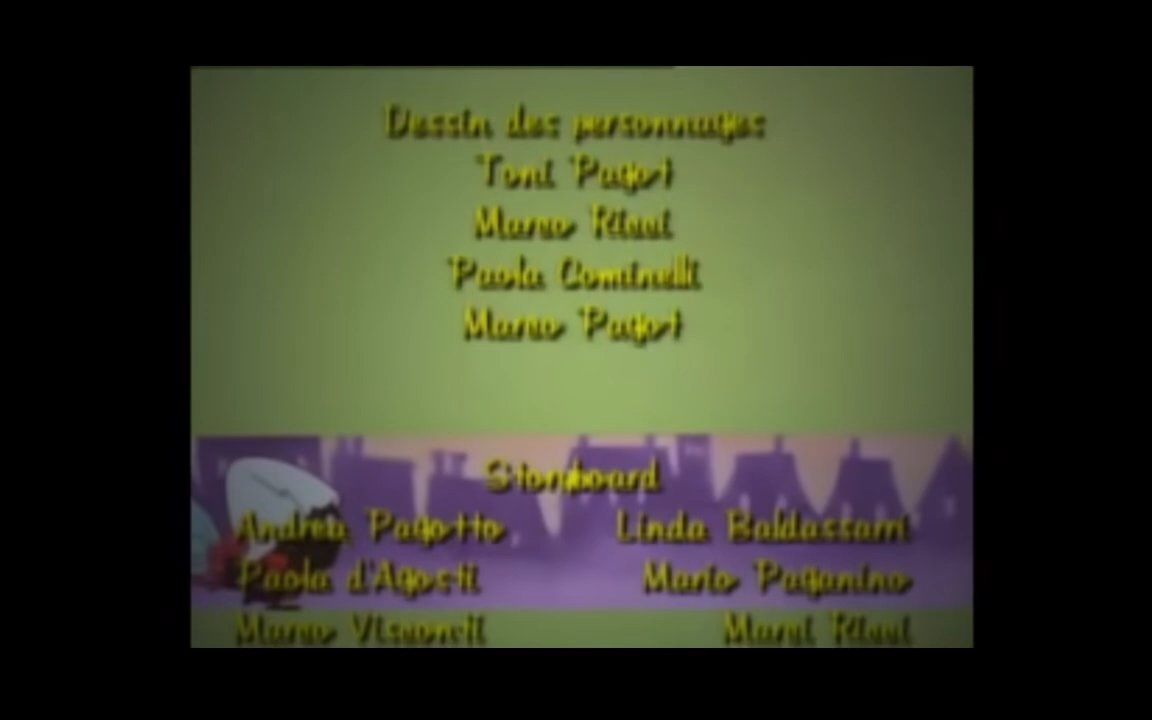 Dessin des personnages
Toni Pagot
Marco Ricci
Paola Cominelli
Marco Pagot
Storyboard
Andrea Pagotto Linda Baldassarri
Paola d'Agosti Mario Paganino
Marco Visconti Ricci